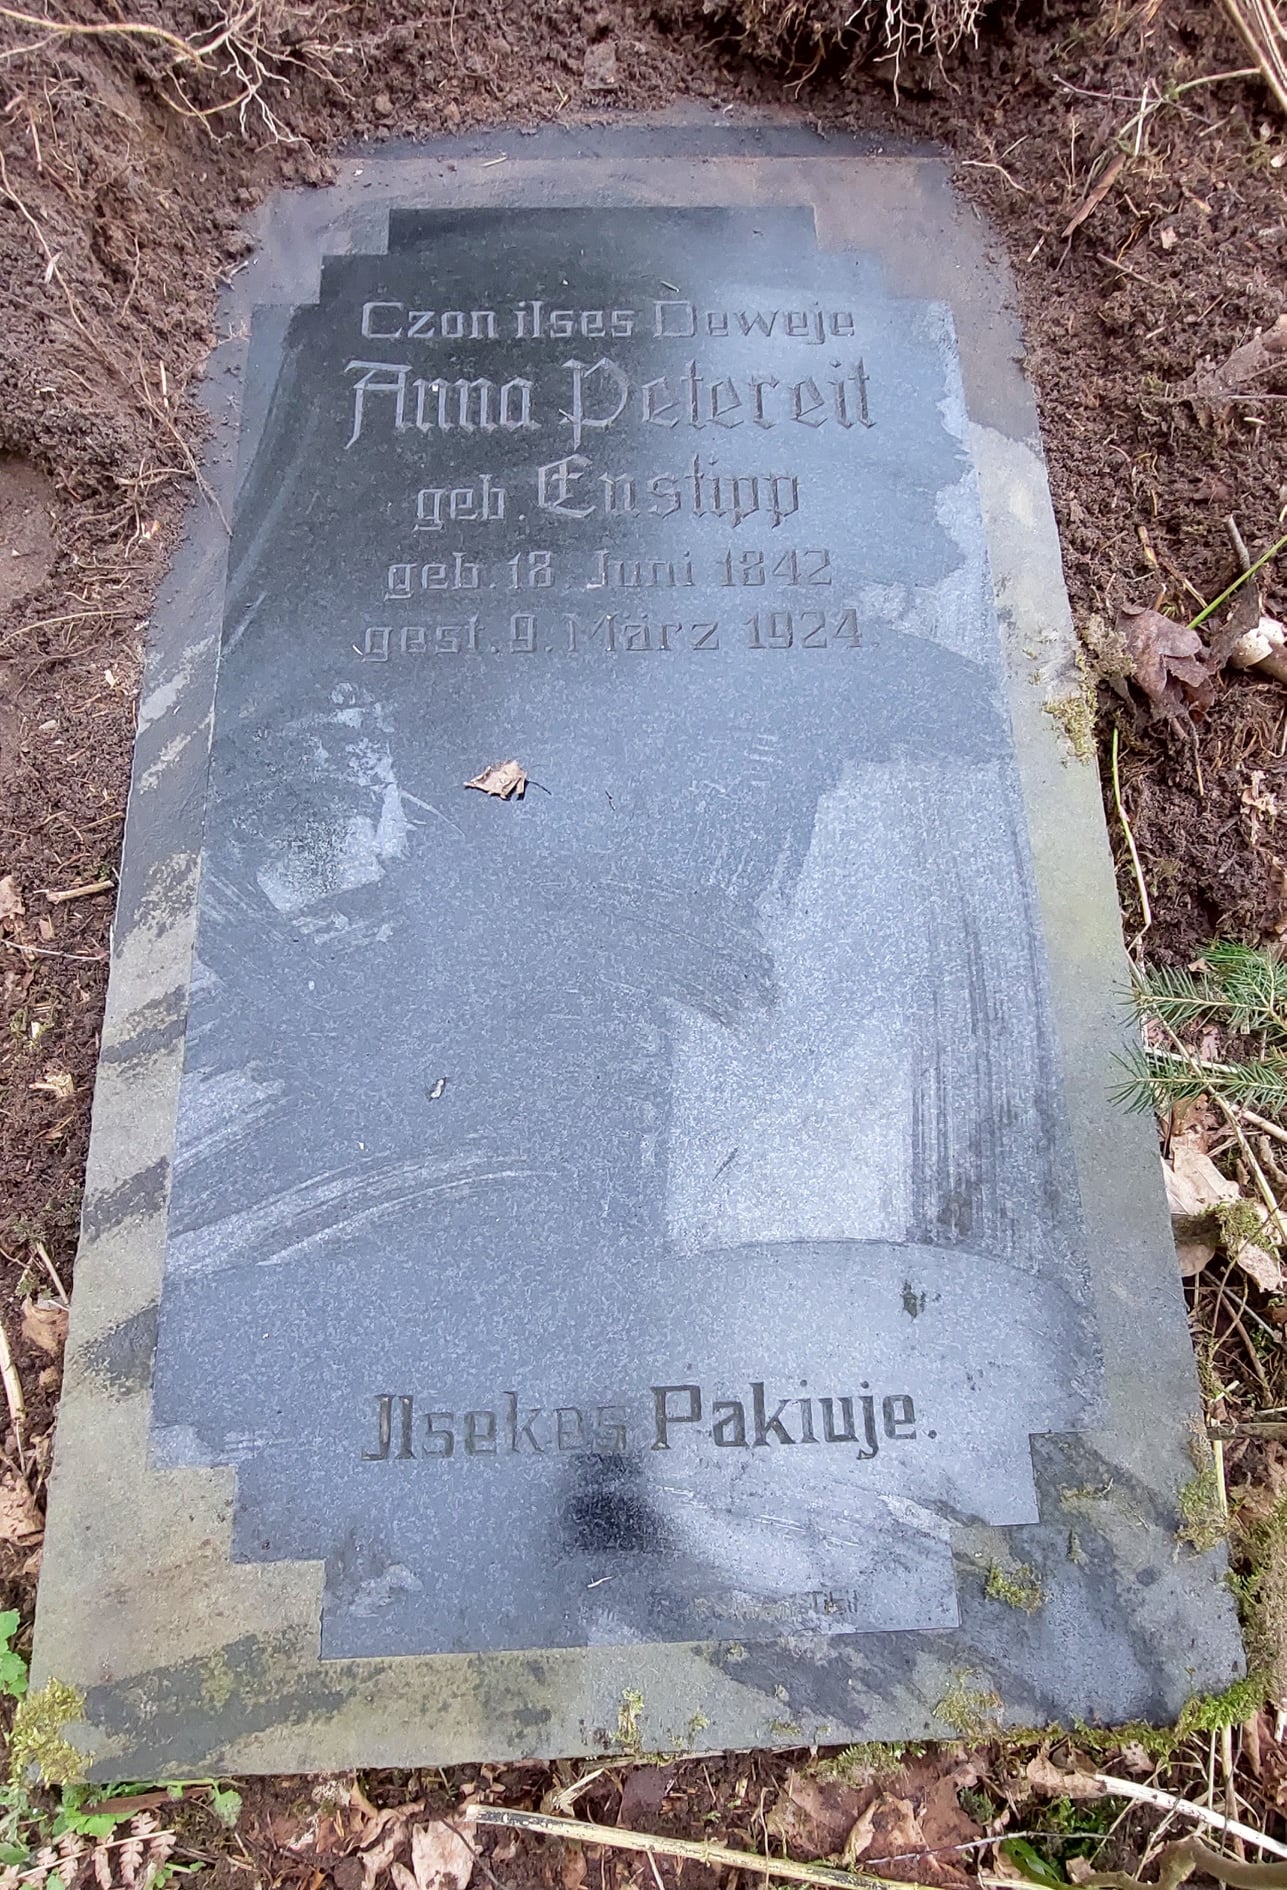 Czon ilses Deweje
Anna Petereit
geb. Enstipp
geb. 18 Juni 1842
gest. 9. März 1924.
Ilsekes Pakiuje.